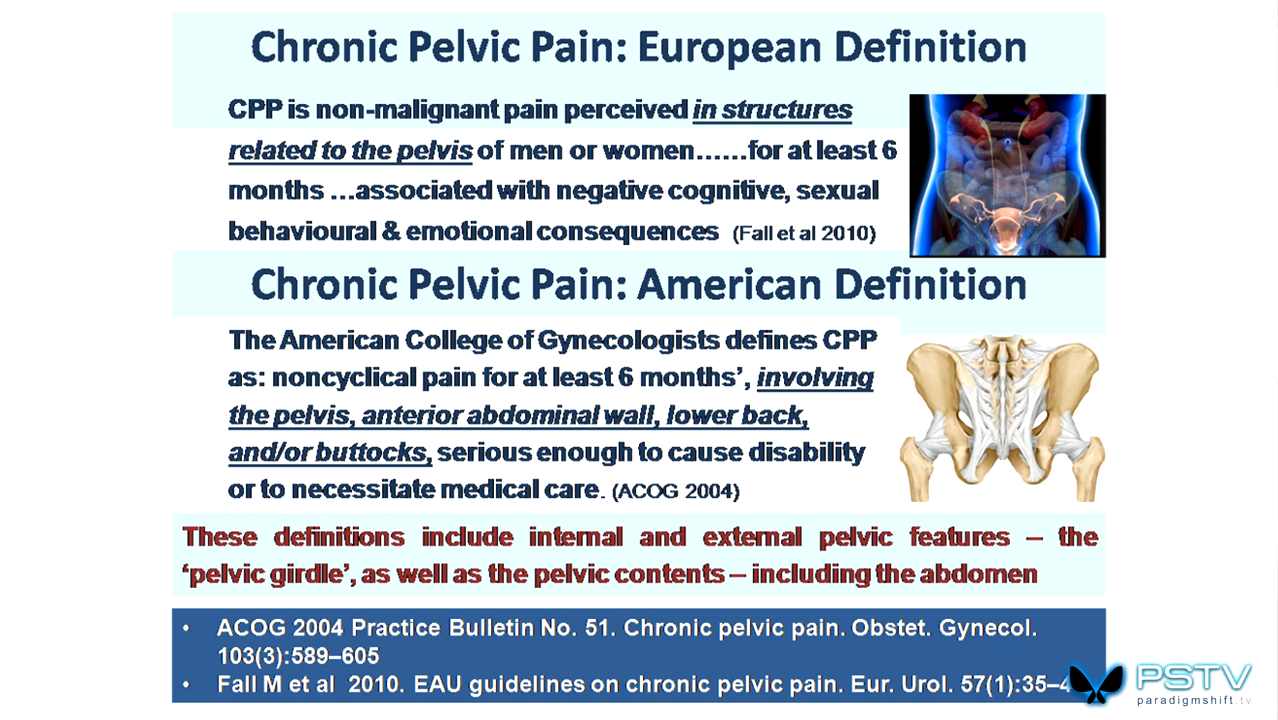 Chronic Pelvic Pain: European Definition
CPP is non-malignant pain perceived in structures
related to the pelvis of men or women……for at least 6
months …associated with negative cognitive, sexual
behavioural & emotional consequences (Fall et al 2010)
Chronic Pelvic Pain: American Definition
The American College of Gynecologists defines CPP
as: noncyclical pain for at least 6 months’, involving
the pelvis, anterior abdominal wall, lower back,
and/or buttocks, serious enough to cause disability
or to necessitate medical care. (ACOG 2004)
These definitions include internal and external pelvic features – the
‘pelvic girdle’, as well as the pelvic contents – including the abdomen
• ACOG 2004 Practice Bulletin No. 51. Chronic pelvic pain. Obstet. Gynecol.
103(3):589–605
• Fall M et al 2010. EAU guidelines on chronic pelvic pain. Eur. Urol. 57(1):35–
PSTV
paradigmshift.tv